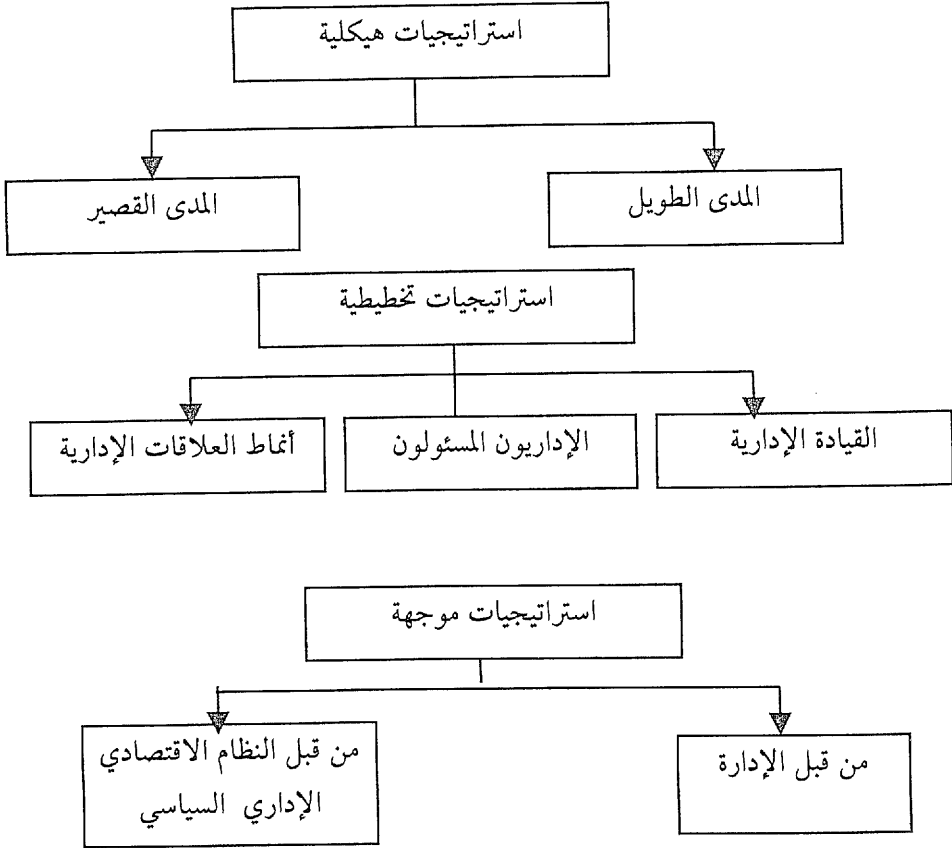 استراتيجيات هيكلية
المدى الطويل
المدى القصير
استراتيجيات تخطيطية
القيادة الإدارية
الإداريون المسئولون
أنماط العلاقات الإدارية
استراتيجيات موجهة
من قبل الإدارة
من قبل النظام الاقتصادي
الإداري السياسي